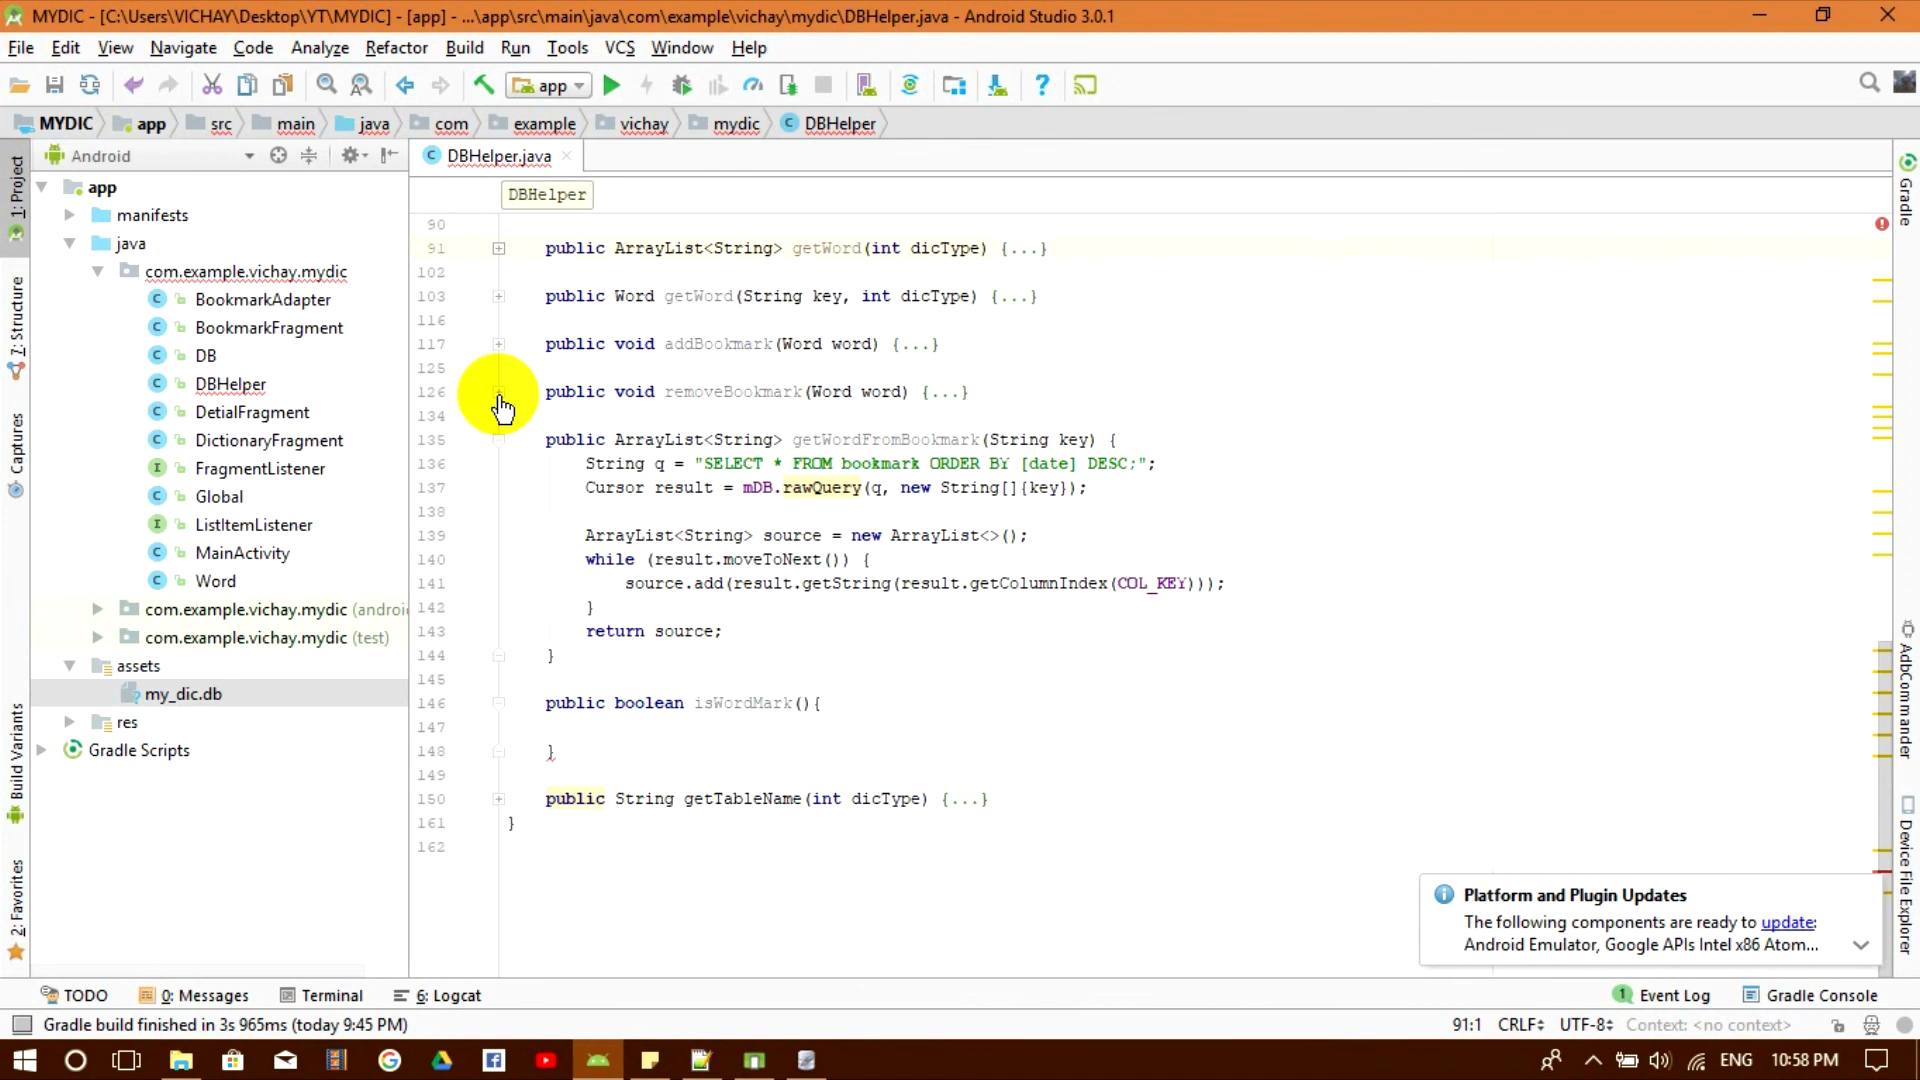 MYDIC - [C:\Users\VICHAY\Desktop\YT\MYDIC] - [app] - ...\app\src\main\java\com\example\vichay\mydic\DBHelper.java - Android Studio 3.0.1
File Edit View Navigate Code Analyze Refactor Build Run Tools VCS Window Help
app
MYDIC app src main java com example vichay mydic DBHelper
1: Project
7: Structure
Captures
Build Variants
2: Favorites
Android
app
manifests
java
com.example.vichay.mydic
BookmarkAdapter
BookmarkFragment
DB
DBHelper
DetialFragment
DictionaryFragment
FragmentListener
Global
ListItemListener
MainActivity
Word
com.example.vichay.mydic (androi
com.example.vichay.mydic (test)
assets
my_dic.db
res
Gradle Scripts
DBHelper.java
DBHelper
90
91 public ArrayList<String> getWord(int dicType) {...}
102
103 public Word getWord(String key, int dicType) {...}
116
117 public void addBookmark(Word word) {...}
125
126 public void removeBookmark(Word word) {...}
134
135 public ArrayList<String> getWordFromBookmark(String key) {
136 String q = "SELECT * FROM bookmark ORDER BY [date] DESC;";
137 Cursor result = mDB.rawQuery(q, new String[]{key});
138
139 ArrayList<String> source = new ArrayList<>();
140 while (result.moveToNext()) {
141 source.add(result.getString(result.getColumnIndex(COL_KEY)));
142 }
143 return source;
144 }
145
146 public boolean isWordMark(){
147
148 }
149
150 public String getTableName(int dicType) {...}
161 }
162
Gradle
AdbCommander
Device File Explorer
Platform and Plugin Updates
The following components are ready to update:
Android Emulator, Google APIs Intel x86 Atom...
TODO 0: Messages Terminal 6: Logcat 1 Event Log Gradle Console
Gradle build finished in 3s 965ms (today 9:45 PM) 91:1 CRLF UTF-8 Context: <no context>
ENG 10:58 PM